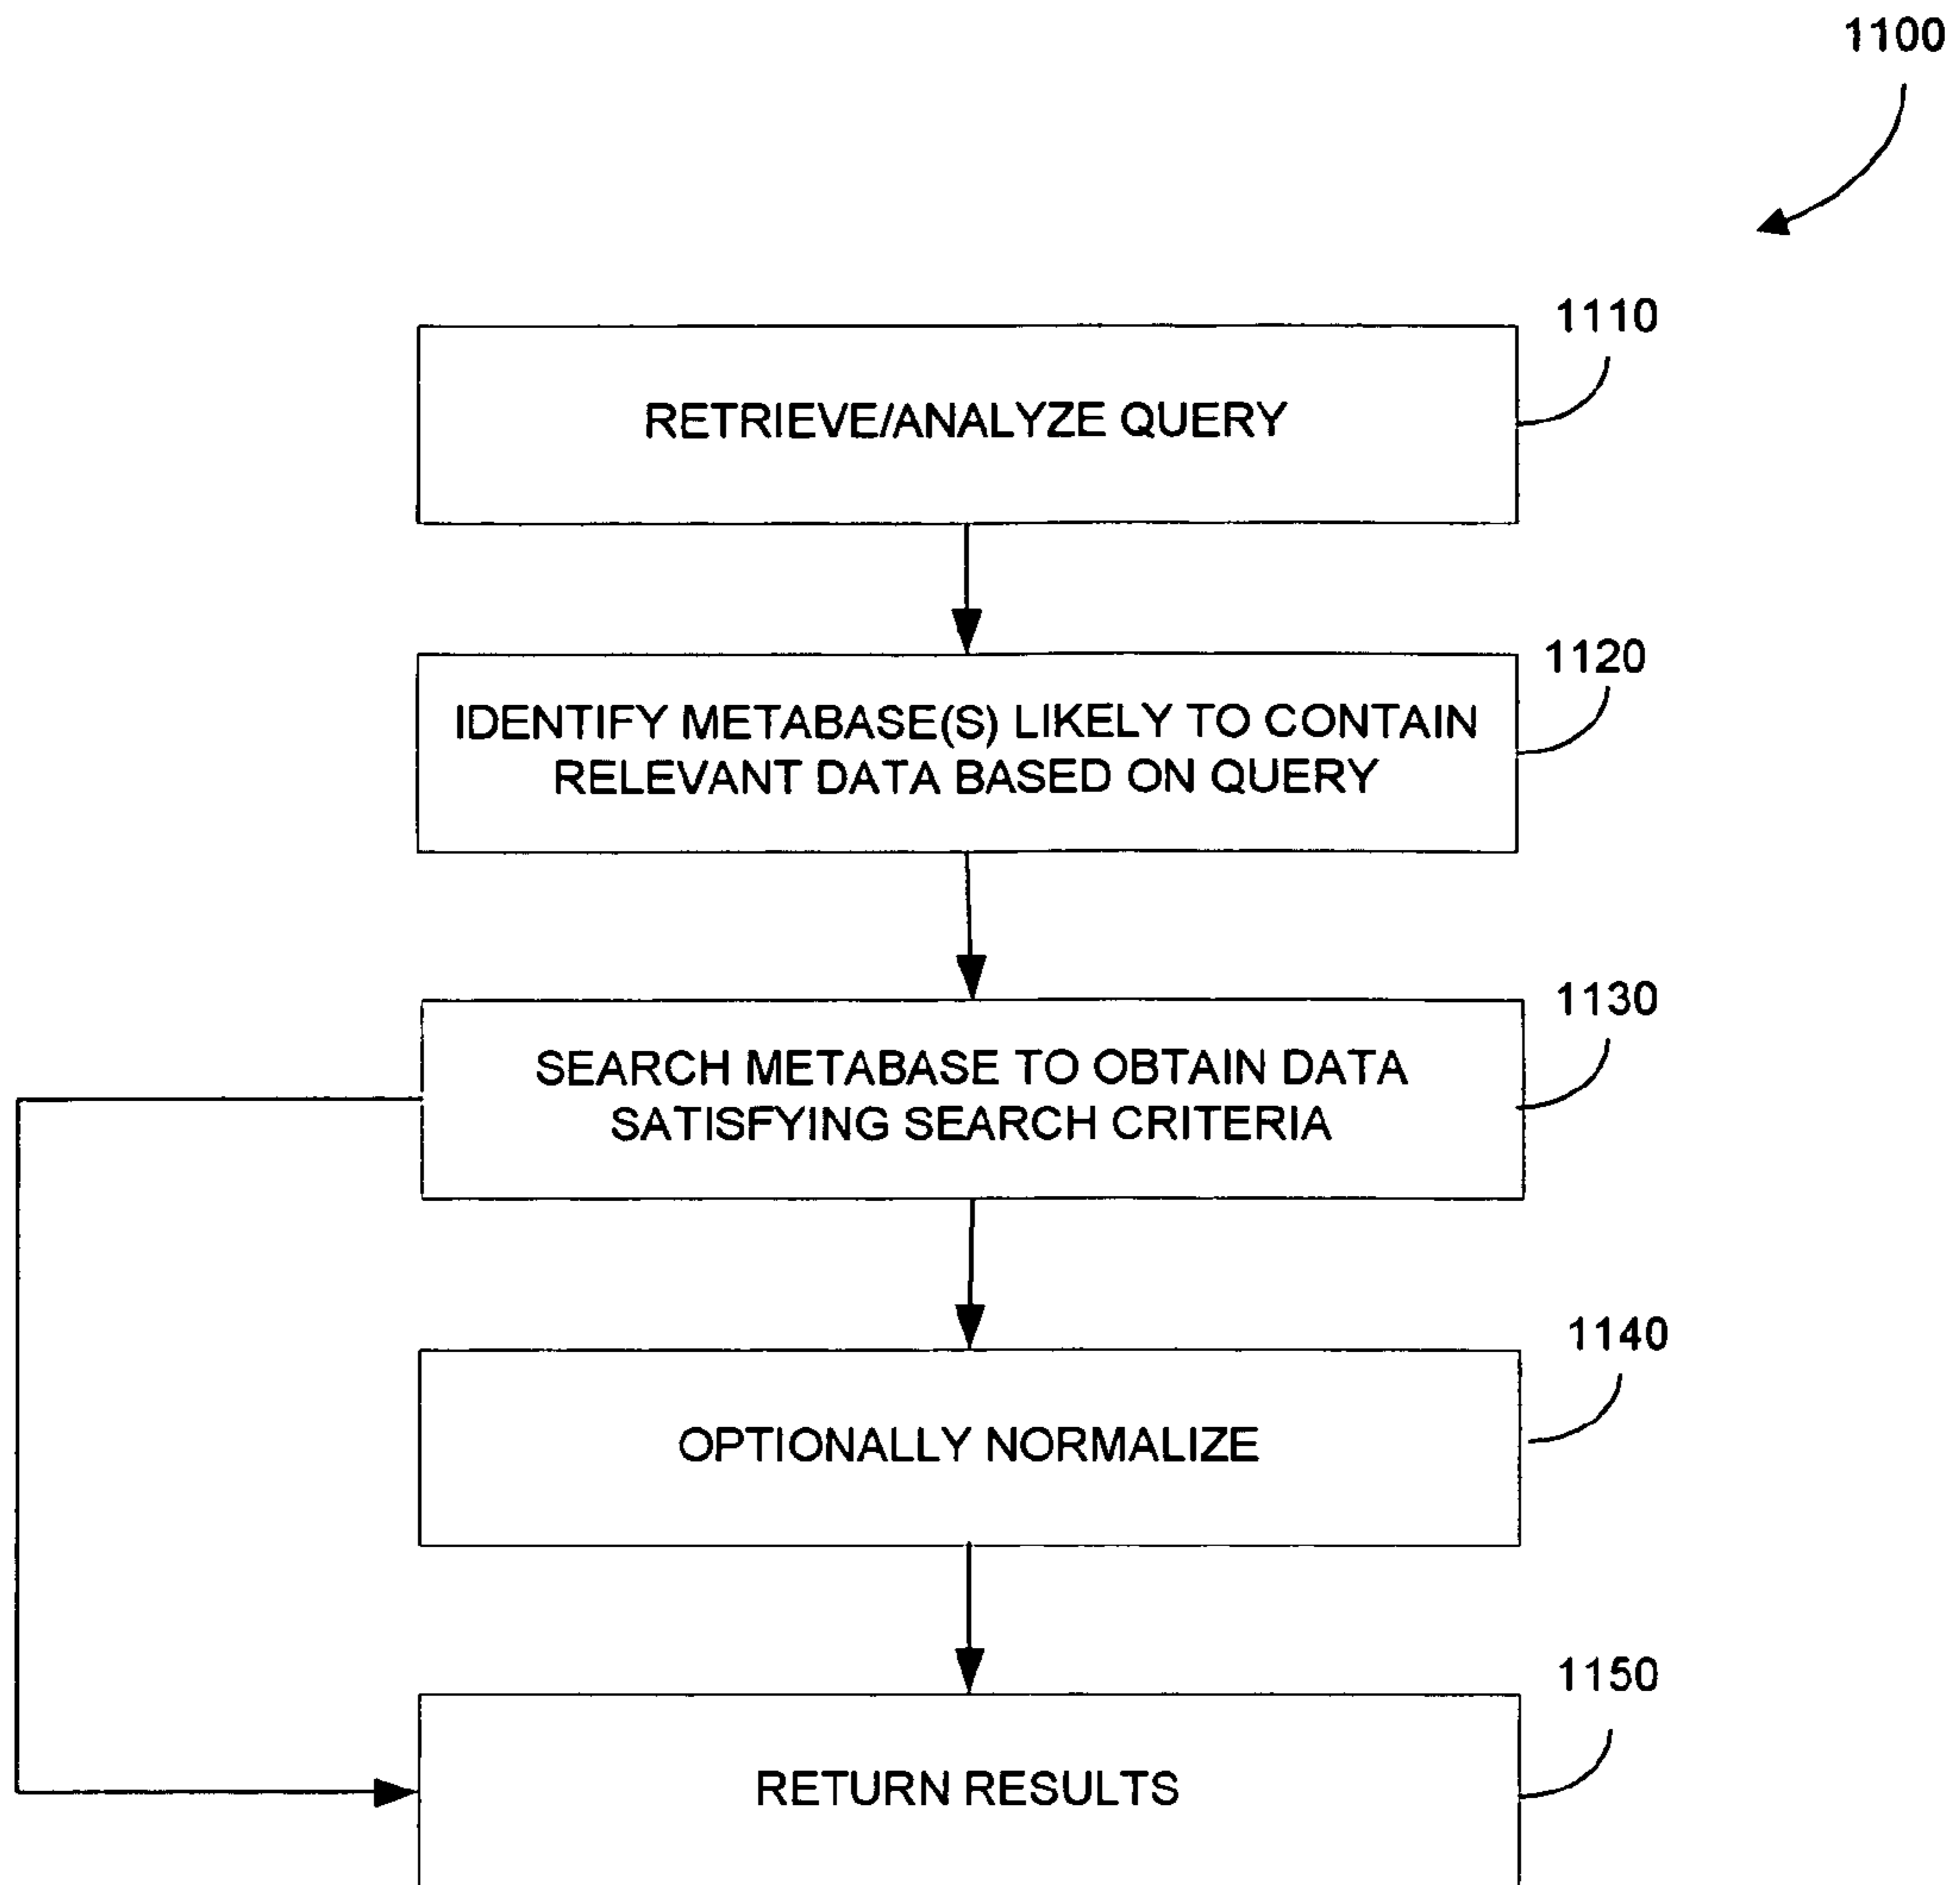 1100
1110
RETRIEVE/ANALYZE QUERY
1120
IDENTIFY METABASE(S) LIKELY TO CONTAIN
RELEVANT DATA BASED ON QUERY
1130
SEARCH METABASE TO OBTAIN DATA
SATISFYING SEARCH CRITERIA
1140
OPTIONALLY NORMALIZE
1150
RETURN RESULTS